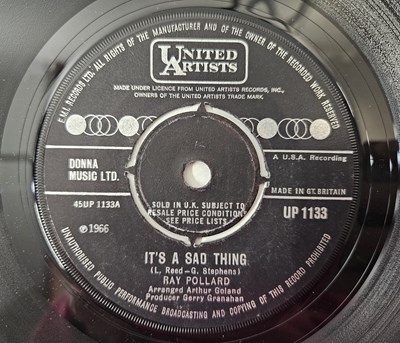 E.M.I. RECORDS LTD. ALL RIGHTS OF THE MANUFACTURER AND OF THE OWNER OF THE RECORDED WORK RESERVED
UNITED
ARTISTS
MADE UNDER LICENCE FROM UNITED ARTISTS RECORDS, INC.,
OWNERS OF THE UNITED ARTISTS TRADE MARK.
DONNA
MUSIC LTD.
A U.S.A. Recording
45UP 1133A
MADE IN GT. BRITAIN
SOLD IN U.K. SUBJECT TO
RESALE PRICE CONDITIONS
SEE PRICE LISTS
UP 1133
℗1966
IT'S A SAD THING
(L. Reed-G. Stephens)
RAY POLLARD
Arranged Arthur Goland
Producer Gerry Granahan
UNAUTHORISED PUBLIC PERFORMANCE BROADCASTING AND COPYING OF THIS RECORD PROHIBITED